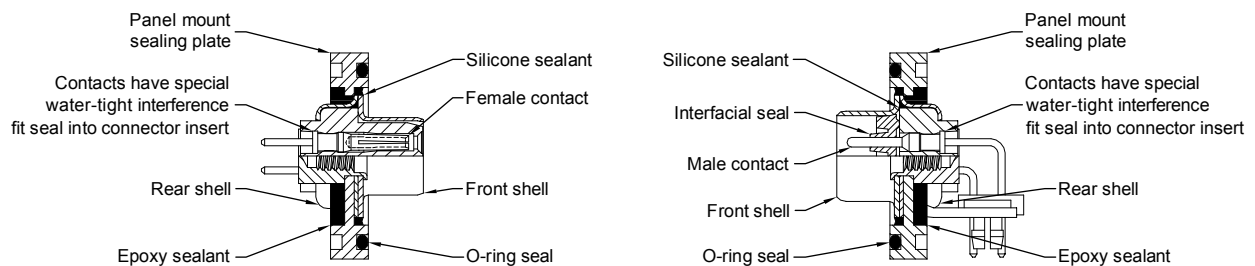 Panel mount
sealing plate
Silicone sealant
Contacts have special
water-tight interference
fit seal into connector insert
Female contact
Rear shell
Front shell
Epoxy sealant
O-ring seal
Panel mount
sealing plate
Silicone sealant
Contacts have special
water-tight interference
fit seal into connector insert
Interfacial seal
Male contact
Rear shell
Front shell
O-ring seal
Epoxy sealant